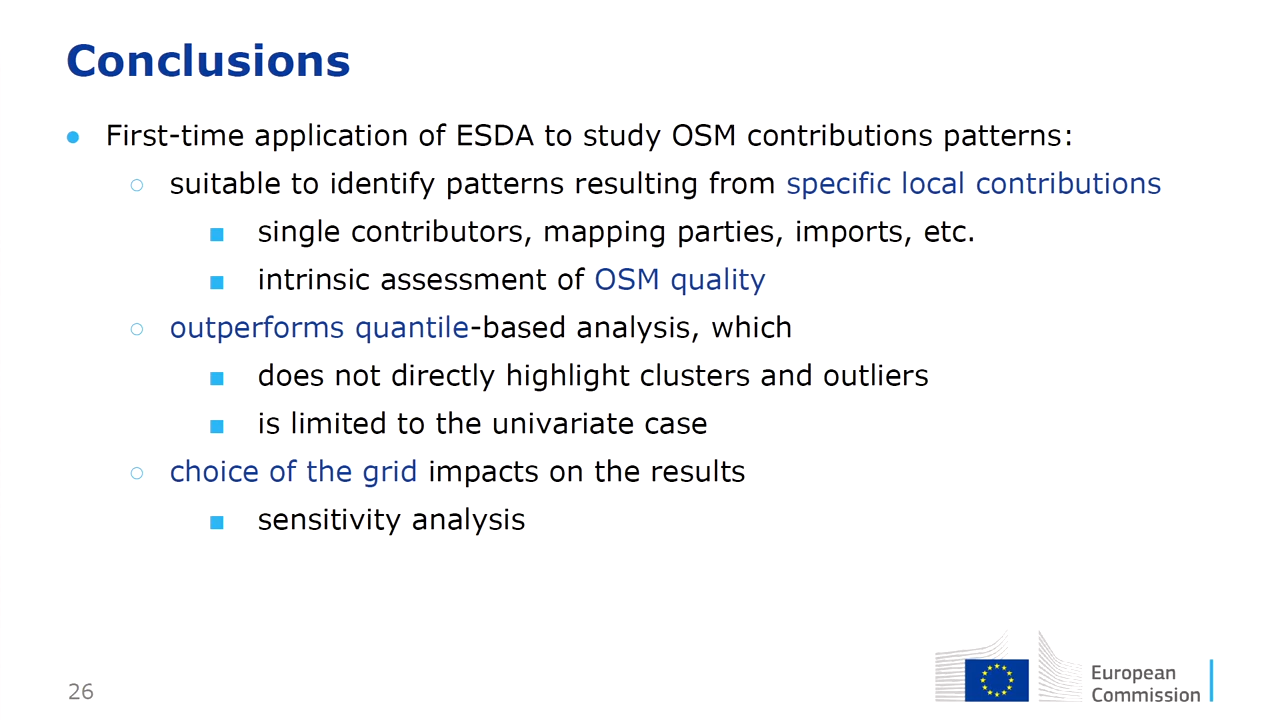 Conclusions
● First-time application of ESDA to study OSM contributions patterns:
○ suitable to identify patterns resulting from specific local contributions
■ single contributors, mapping parties, imports, etc.
■ intrinsic assessment of OSM quality
○ outperforms quantile-based analysis, which
■ does not directly highlight clusters and outliers
■ is limited to the univariate case
○ choice of the grid impacts on the results
■ sensitivity analysis
26
European
Commission